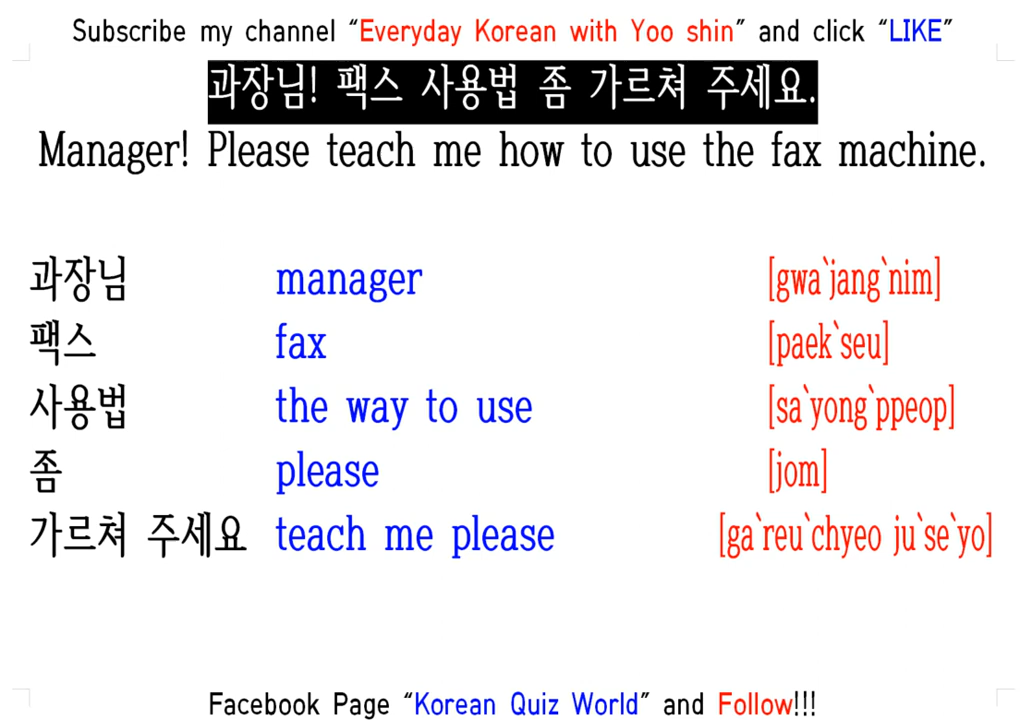 Subscribe my channel “Everyday Korean with Yoo shin” and click “LIKE”
과장님! 팩스 사용법 좀 가르쳐 주세요.
Manager! Please teach me how to use the fax machine.
과장님 manager [gwa`jang`nim]
팩스 fax [paek`seu]
사용법 the way to use [sa`yong`ppeop]
좀 please [jom]
가르쳐 주세요 teach me please [ga`reu`chyeo ju`se`yo]
Facebook Page “Korean Quiz World” and Follow!!!